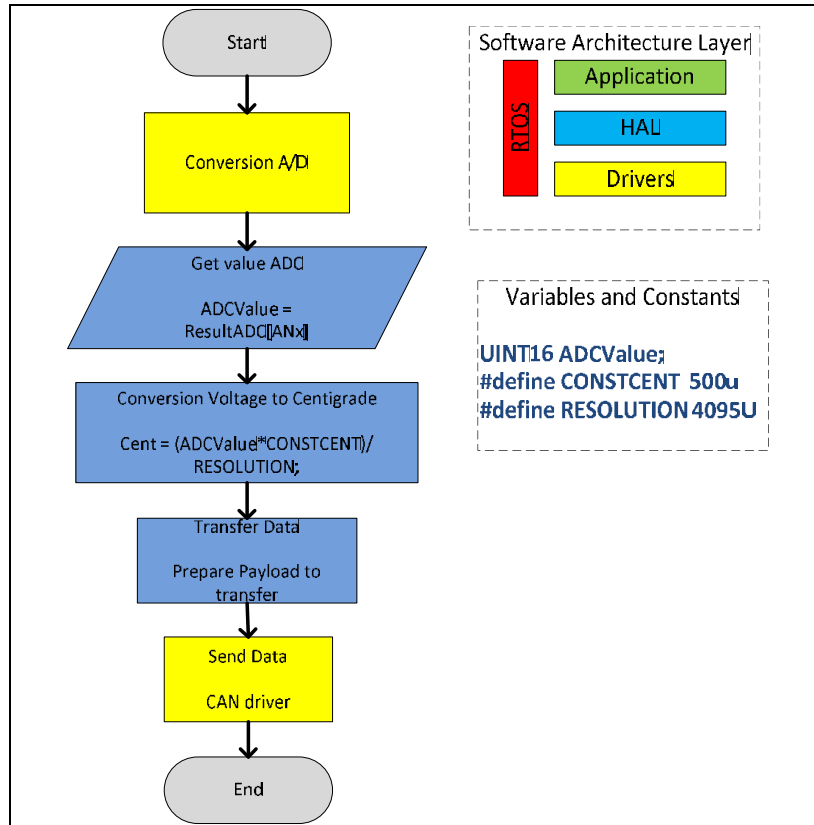 Start
Conversion A/D
Get value ADC
ADCValue =
ResultADC[ANx]
Conversion Voltage to Centigrade
Cent = (ADCValue*CONSTCENT)/
RESOLUTION;
Transfer Data
Prepare Payload to
transfer
Send Data
CAN driver
End
Software Architecture Layer
RTOS
Application
HAL
Drivers
Variables and Constants
UINT16 ADCValue;
#define CONSTCENT 500u
#define RESOLUTION 4095U